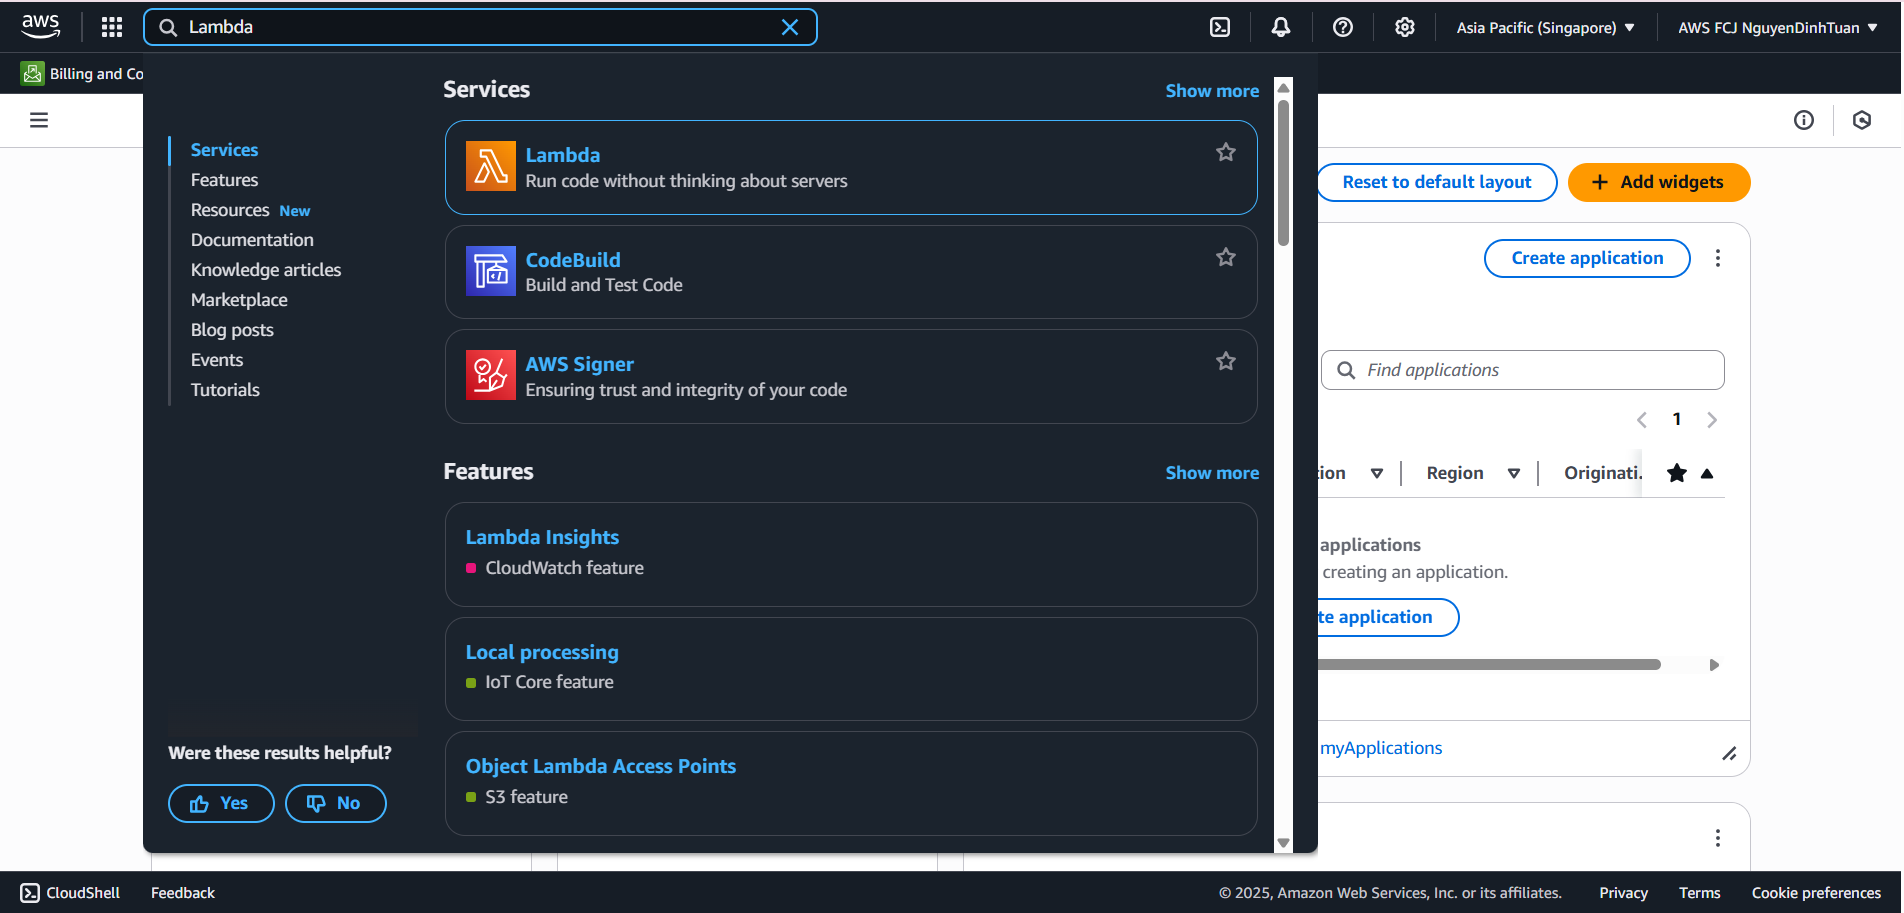 aws
Lambda
Asia Pacific (Singapore)
AWS FCJ NguyenDinhTuan
Billing and Co
Services
Features
Resources New
Documentation
Knowledge articles
Marketplace
Blog posts
Events
Tutorials
Were these results helpful?
Yes
No
Services
Show more
Lambda
Run code without thinking about servers
CodeBuild
Build and Test Code
AWS Signer
Ensuring trust and integrity of your code
Features
Show more
Lambda Insights
CloudWatch feature
Local processing
IoT Core feature
Object Lambda Access Points
S3 feature
Reset to default layout
Add widgets
Create application
Find applications
1
tion
Region
Originati.
applications
creating an application.
te application
myApplications
CloudShell
Feedback
© 2025, Amazon Web Services, Inc. or its affiliates.
Privacy
Terms
Cookie preferences